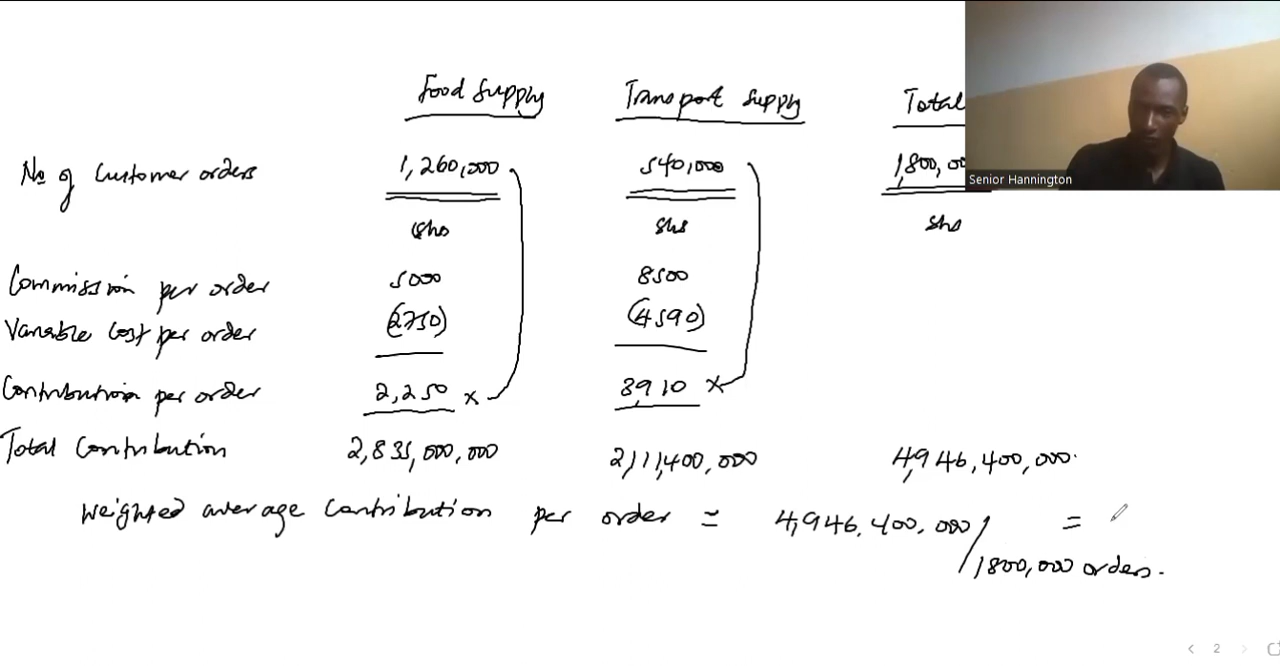 Food Supply Transport Supply Total
No of Customer orders 1,260,000 540,000 1,800,00
Senior Hannington
shs shs shs
Commission per order 5000 8500
Variable Cost per order (2750) (4590)
Contribution per order 2,250 x 3,910 x
Total Contribution 2,835,000,000 2,111,400,000 4,946,400,000.
Weighted average Contribution per order = 4,946,400,000/ =
1800,000 orders.
< 2 >